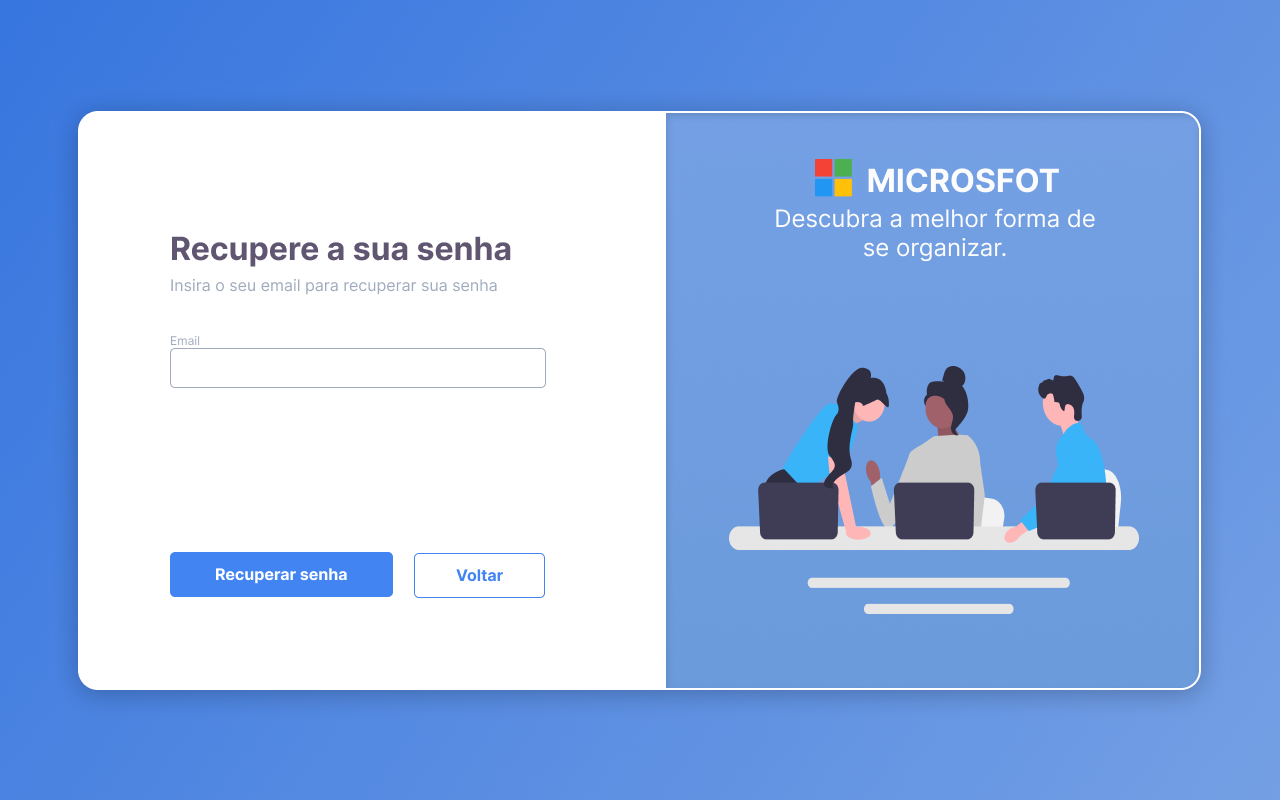 Recupere a sua senha
Insira o seu email para recuperar sua senha
Email
Recuperar senha
Voltar
MICROSFOT
Descubra a melhor forma de
se organizar.